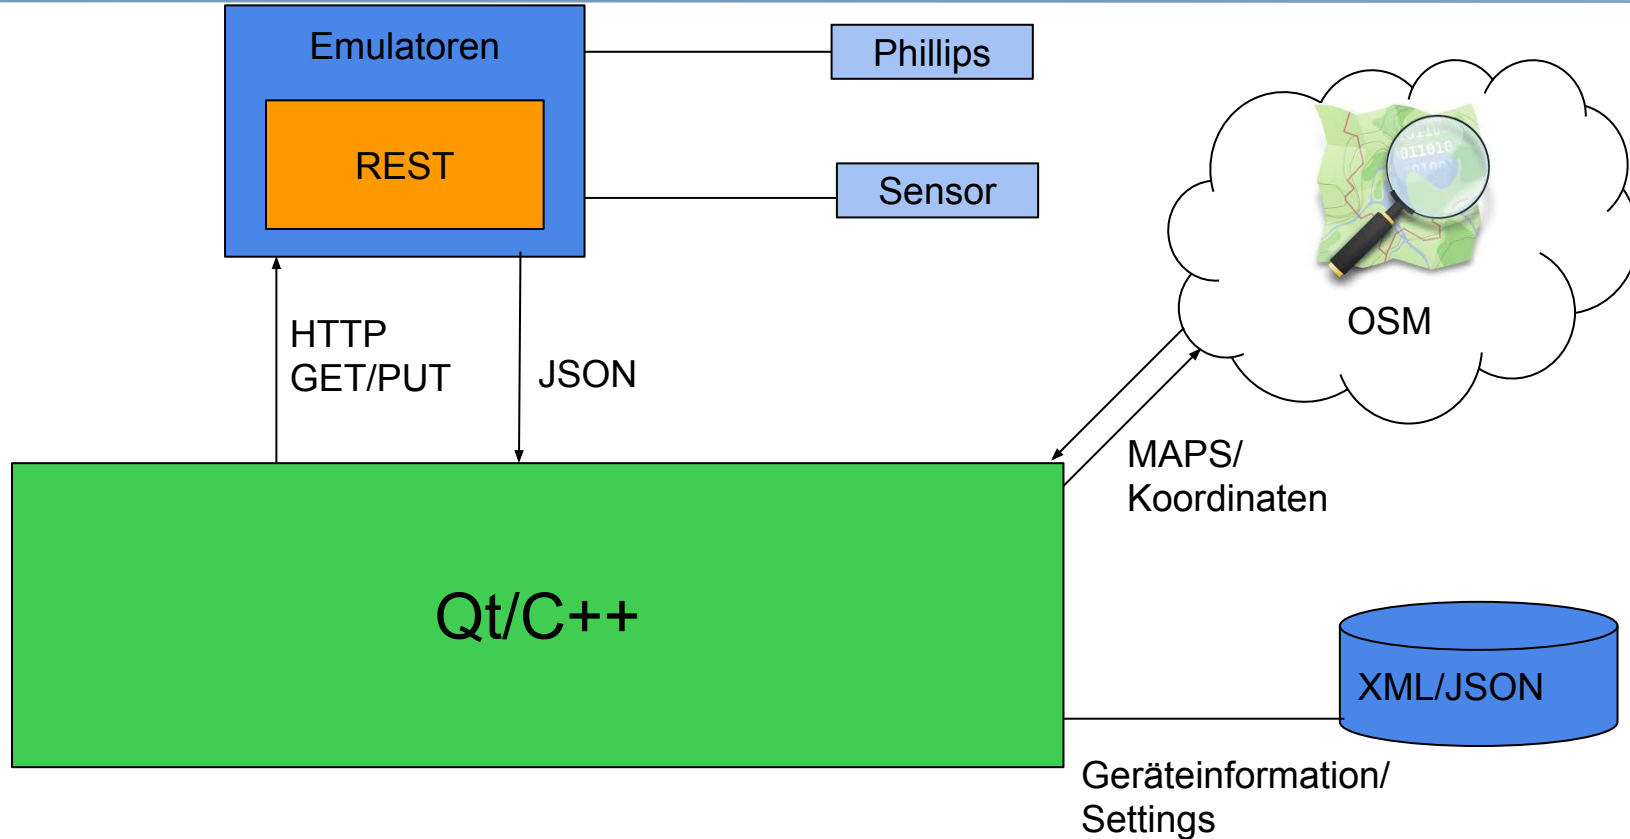 Emulatoren
REST
Phillips
Sensor
OSM
HTTP
GET/PUT
JSON
MAPS/
Koordinaten
Qt/C++
XML/JSON
Geräteinformation/
Settings